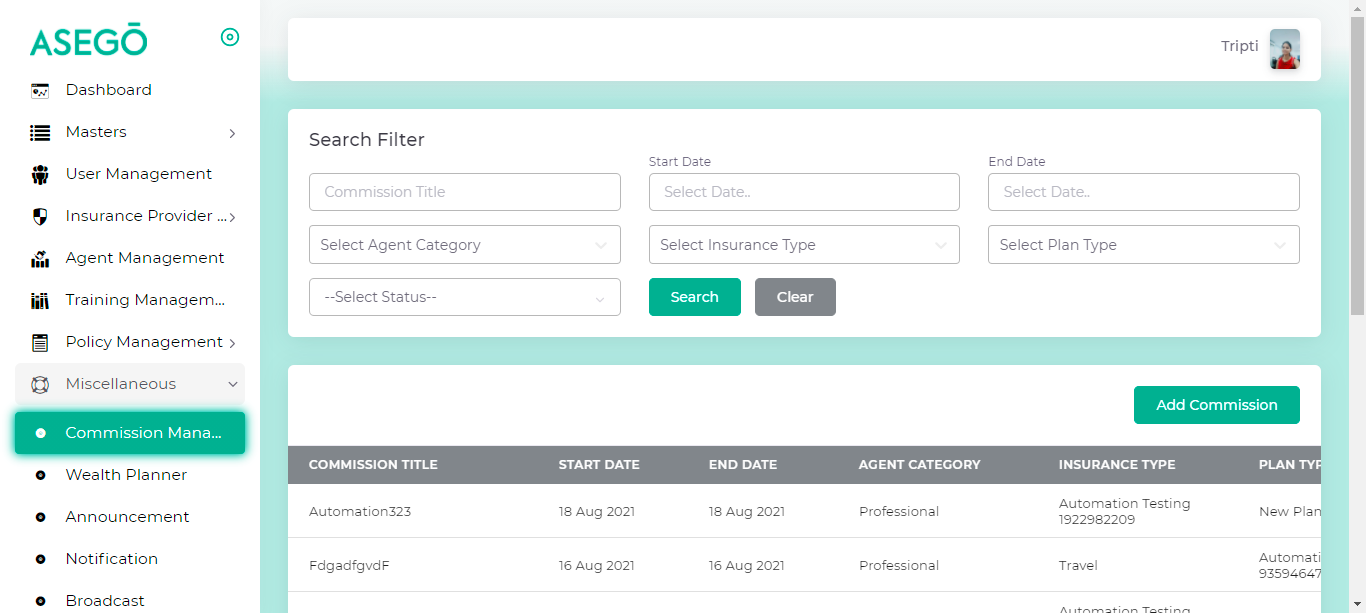 ASEGŌ
Dashboard
Masters
User Management
Insurance Provider ...
Agent Management
Training Managem...
Policy Management
Miscellaneous
Commission Mana...
Wealth Planner
Announcement
Notification
Broadcast
Tripti
Search Filter
Start Date End Date
Commission Title Select Date.. Select Date..
Select Agent Category Select Insurance Type Select Plan Type
--Select Status-- Search Clear
Add Commission
COMMISSION TITLE START DATE END DATE AGENT CATEGORY INSURANCE TYPE PLAN TYP
Automation323 18 Aug 2021 18 Aug 2021 Professional Automation Testing 1922982209 New Plan
FdgadfgvdF 16 Aug 2021 16 Aug 2021 Professional Travel Automati 93594647
Automation Testing